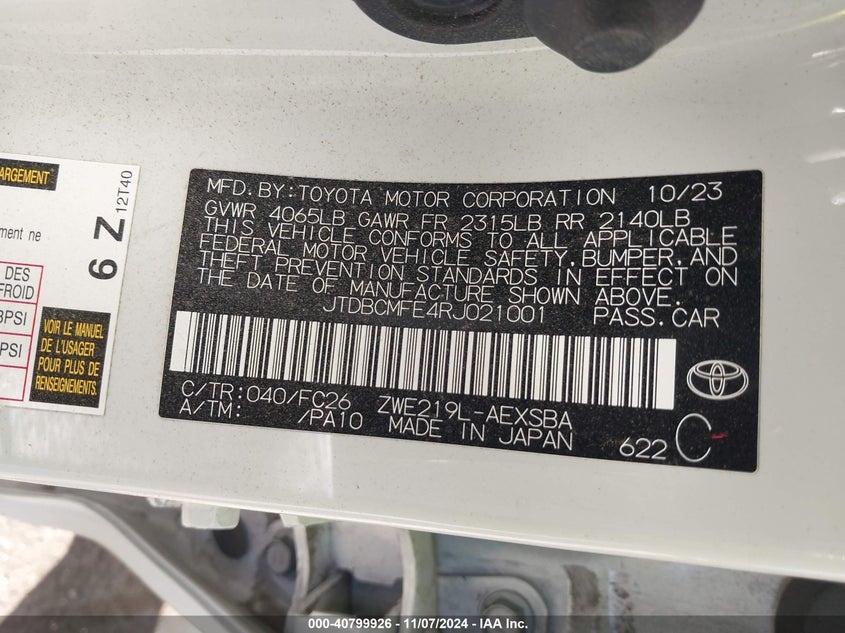 ARGEMENT
ment ne
DES
FROID
PSI
PSI
VOIR LE MANUEL
DE L'USAGER
POUR PLUS DE
RENSEIGNEMENTS.
6 Z 12T40
MFD. BY: TOYOTA MOTOR CORPORATION 10/23
GVWR 4065LB GAWR FR 2315LB RR 2140LB
THIS VEHICLE CONFORMS TO ALL APPLICABLE
FEDERAL MOTOR VEHICLE SAFETY, BUMPER, AND
THEFT PREVENTION STANDARDS IN EFFECT ON
THE DATE OF MANUFACTURE SHOWN ABOVE.
JTDBCMFE4RJ021001 PASS.CAR
C/TR: 040/FC26 ZWE219L-AEXSBA
A/TM: /PA10 MADE IN JAPAN
622 C
000-40799926 - 11/07/2024 - IAA Inc.